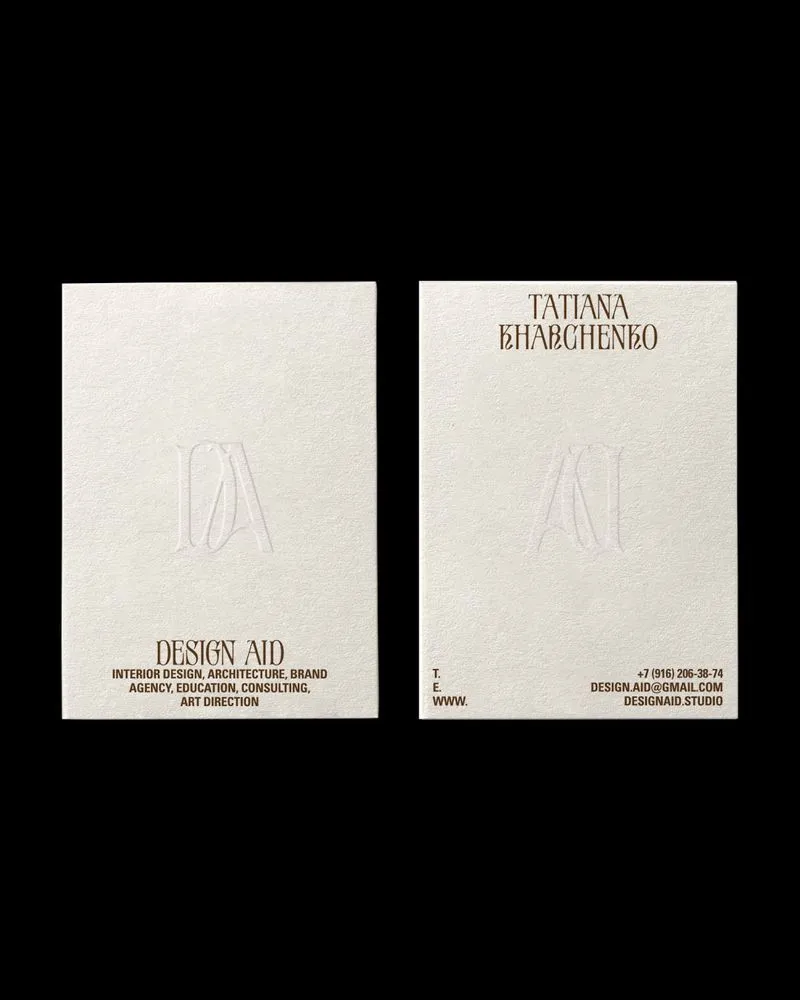 DA
DESIGN AID
INTERIOR DESIGN, ARCHITECTURE, BRAND
AGENCY, EDUCATION, CONSULTING,
ART DIRECTION
TATIANA
KHARCHENKO
T. +7 (916) 206-38-74
E. DESIGN.AID@GMAIL.COM
WWW. DESIGNAID.STUDIO